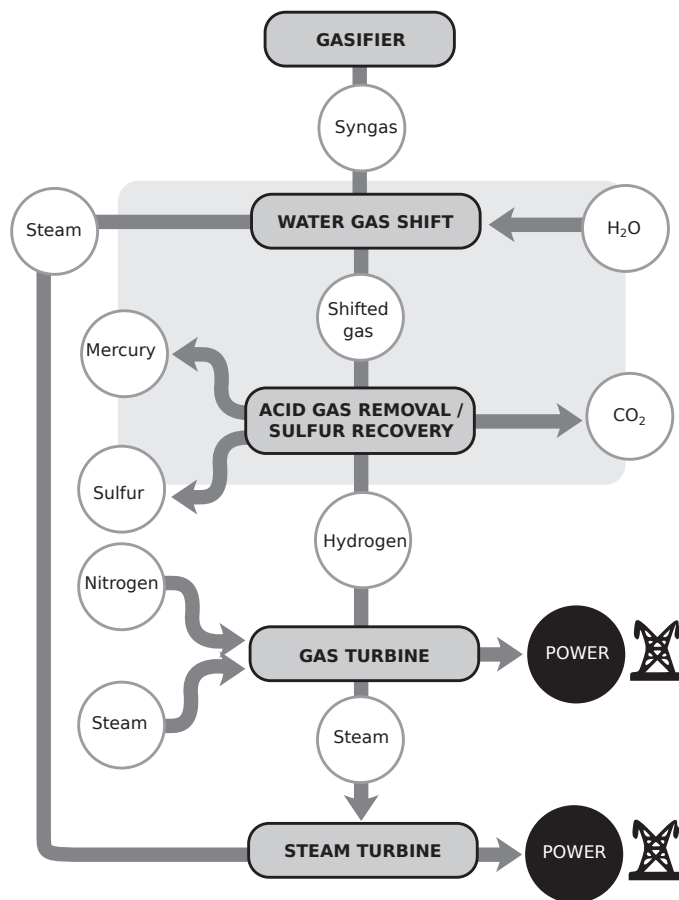 GASIFIER
Syngas
Steam
WATER GAS SHIFT
H₂O
Shifted
gas
Mercury
ACID GAS REMOVAL /
SULFUR RECOVERY
CO₂
Sulfur
Hydrogen
Nitrogen
GAS TURBINE
POWER
Steam
Steam
STEAM TURBINE
POWER